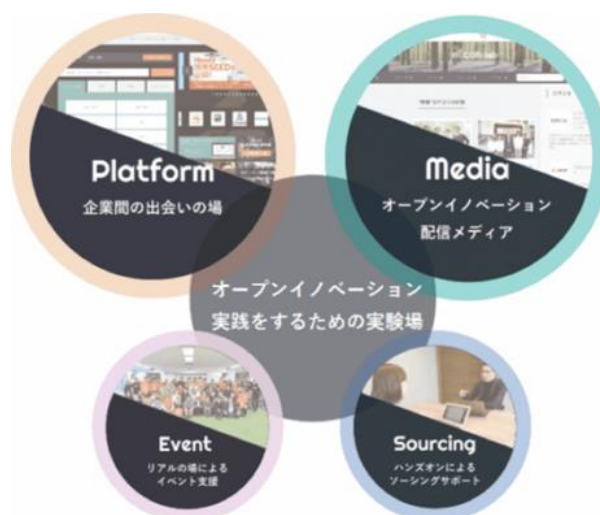 Platform
企業間の出会いの場
Media
オープンイノベーション
配信メディア
オープンイノベーション
実践をするための実験場
Event
リアルの場による
イベント支援
Sourcing
ハンズオンによる
ソーシングサポート